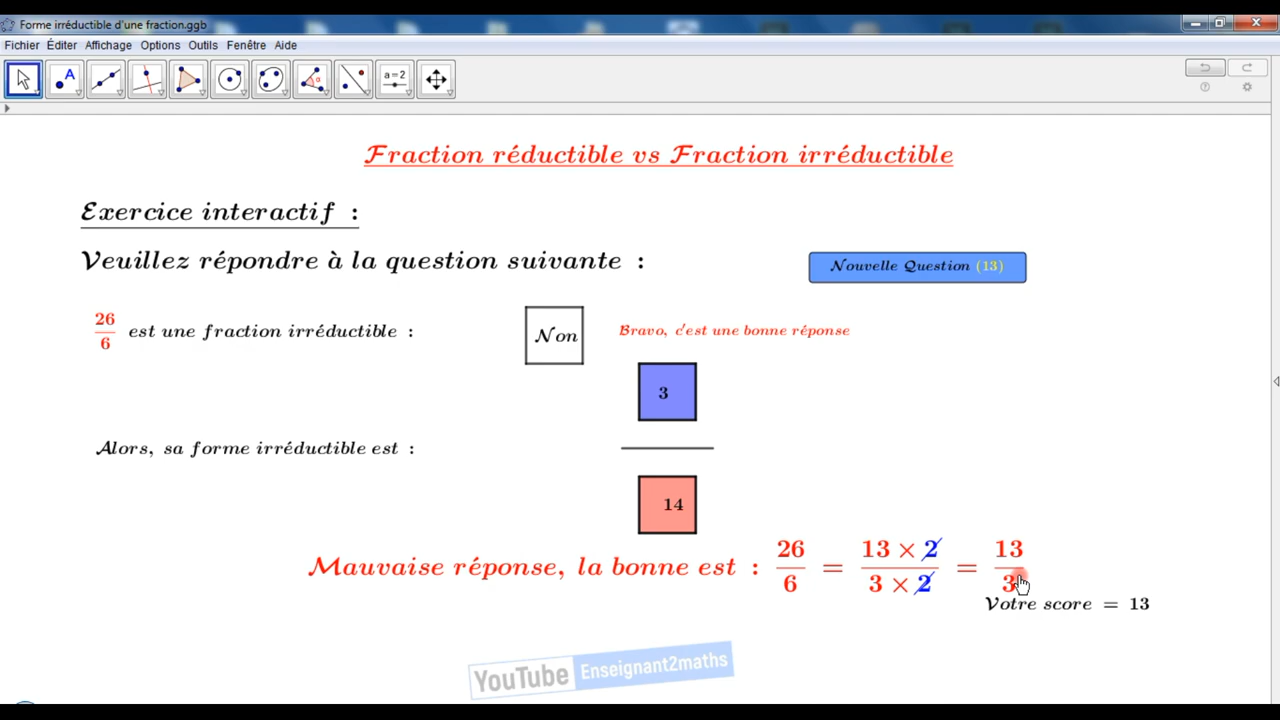 Forme irréductible d'une fraction.ggb
Fichier Éditer Affichage Options Outils Fenêtre Aide
A a=2
Fraction réductible vs Fraction irréductible
Exercice interactif :
Veuillez répondre à la question suivante :
Nouvelle Question (13)
26/6 est une fraction irréductible :
Non
Bravo, c'est une bonne réponse
3
Alors, sa forme irréductible est :
14
Mauvaise réponse, la bonne est : 26/6 = 13 × 2/3 × 2 = 13/3
Votre score = 13
YouTube Enseignant2maths